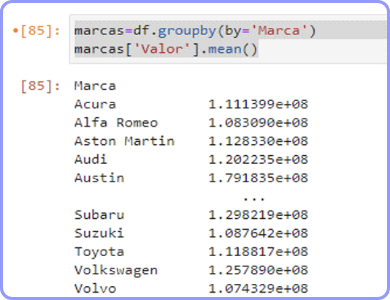 [85]: marcas=df.groupby(by='Marca')
marcas['Valor'].mean()
[85]: Marca
Acura 1.111399e+08
Alfa Romeo 1.083090e+08
Aston Martin 1.128330e+08
Audi 1.202235e+08
Austin 1.791835e+08
...
Subaru 1.298219e+08
Suzuki 1.087642e+08
Toyota 1.118817e+08
Volkswagen 1.257890e+08
Volvo 1.074329e+08